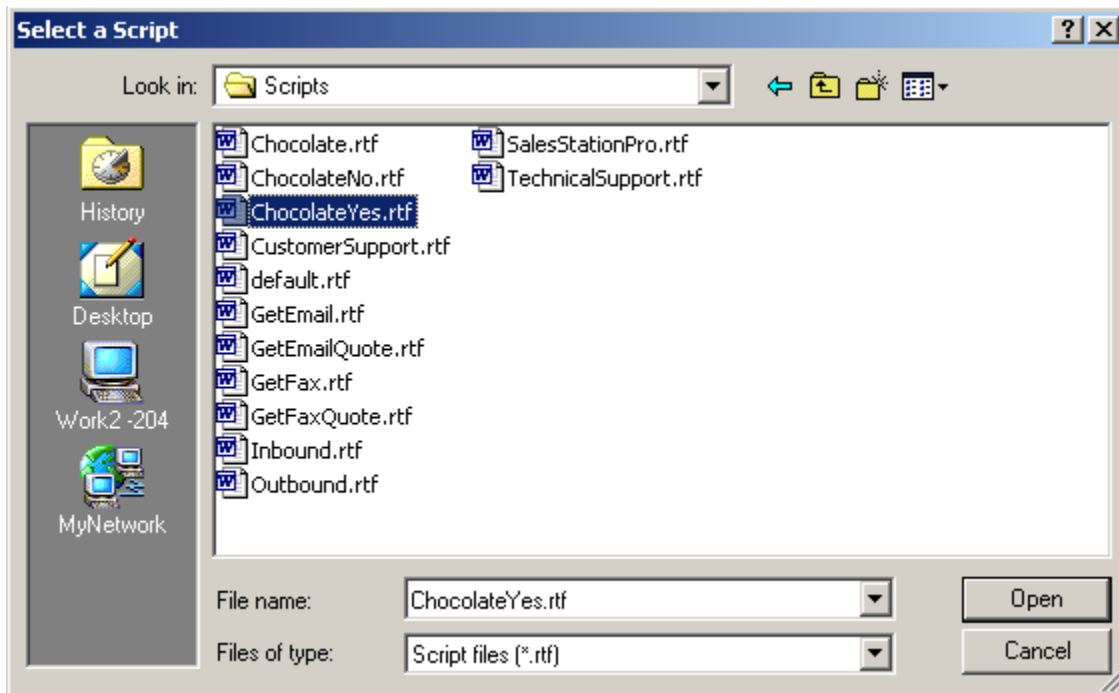 Select a Script
Look in: Scripts
History
Desktop
Work2 -204
MyNetwork
Chocolate.rtf
ChocolateNo.rtf
ChocolateYes.rtf
CustomerSupport.rtf
default.rtf
GetEmail.rtf
GetEmailQuote.rtf
GetFax.rtf
GetFaxQuote.rtf
Inbound.rtf
Outbound.rtf
SalesStationPro.rtf
TechnicalSupport.rtf
File name: ChocolateYes.rtf Open
Files of type: Script files (*.rtf) Cancel